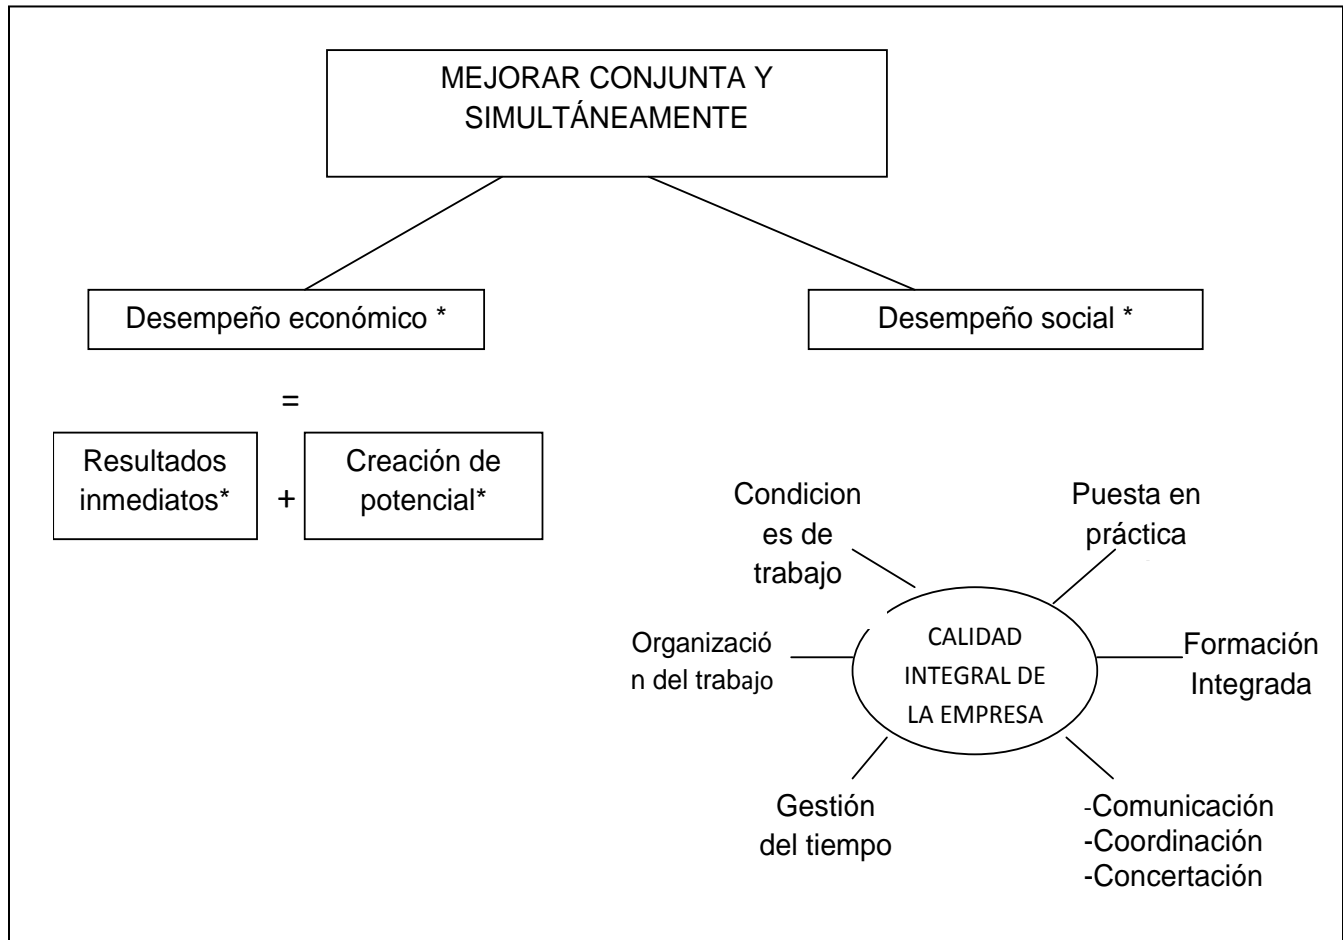 MEJORAR CONJUNTA Y
SIMULTÁNEAMENTE
Desempeño económico *
Desempeño social *
=
Resultados
inmediatos*
+
Creación de
potencial*
Condicion
es de
trabajo
Puesta en
práctica
Organizació
n del trabajo
CALIDAD
INTEGRAL DE
LA EMPRESA
Formación
Integrada
Gestión
del tiempo
-Comunicación
-Coordinación
-Concertación